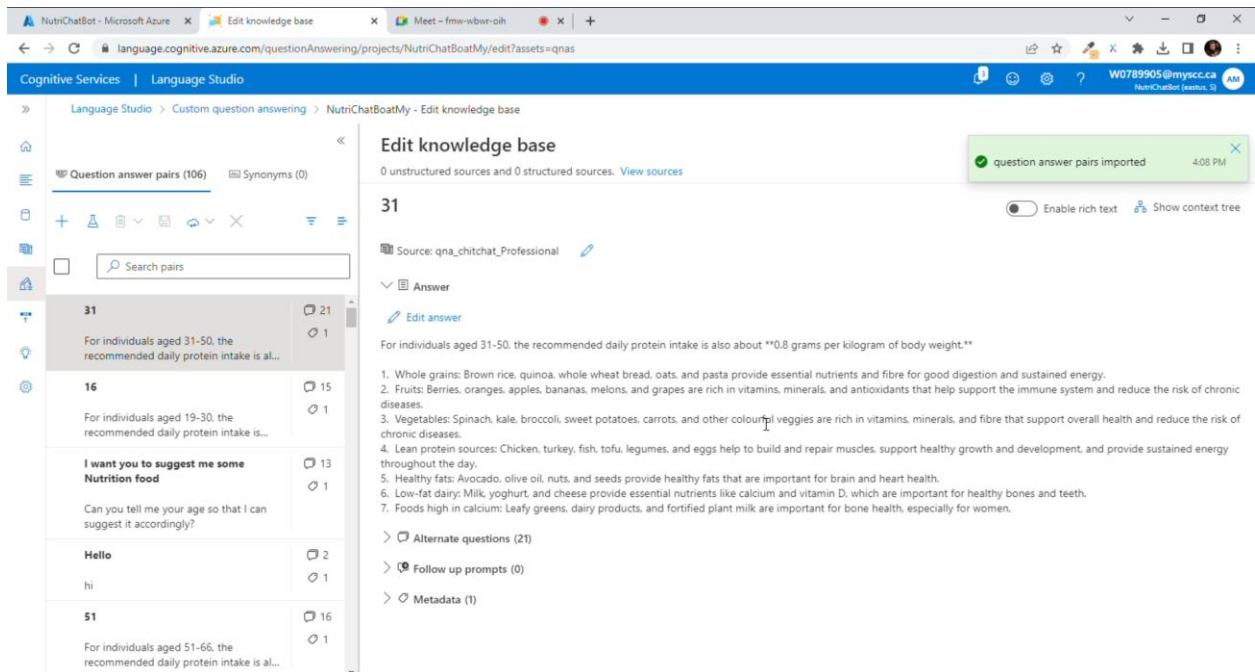 NutriChatBot - Microsoft Azure
Edit knowledge base
Meet – fmw-wbwr-oih
language.cognitive.azure.com/questionAnswering/projects/NutriChatBoatMy/edit?assets=qnas
Cognitive Services | Language Studio
3
W0789905@myscc.ca
NutriChatBot (eastus, S)
AM
Language Studio > Custom question answering > NutriChatBoatMy - Edit knowledge base
Question answer pairs (106)
Synonyms (0)
Search pairs
31
21
For individuals aged 31-50, the
1
recommended daily protein intake is al...
16
15
For individuals aged 19-30, the
1
recommended daily protein intake is...
I want you to suggest me some
13
Nutrition food
1
Can you tell me your age so that I can
suggest it accordingly?
Hello
2
hi
1
51
16
For individuals aged 51-66, the
1
recommended daily protein intake is al...
Edit knowledge base
0 unstructured sources and 0 structured sources. View sources
question answer pairs imported
4:08 PM
31
Enable rich text
Show context tree
Source: qna_chitchat_Professional
Answer
Edit answer
For individuals aged 31-50, the recommended daily protein intake is also about **0.8 grams per kilogram of body weight.**
1. Whole grains: Brown rice, quinoa, whole wheat bread, oats, and pasta provide essential nutrients and fibre for good digestion and sustained energy.
2. Fruits: Berries, oranges, apples, bananas, melons, and grapes are rich in vitamins, minerals, and antioxidants that help support the immune system and reduce the risk of chronic
diseases.
3. Vegetables: Spinach, kale, broccoli, sweet potatoes, carrots, and other colourful veggies are rich in vitamins, minerals, and fibre that support overall health and reduce the risk of
chronic diseases.
4. Lean protein sources: Chicken, turkey, fish, tofu, legumes, and eggs help to build and repair muscles, support healthy growth and development, and provide sustained energy
throughout the day.
5. Healthy fats: Avocado, olive oil, nuts, and seeds provide healthy fats that are important for brain and heart health.
6. Low-fat dairy: Milk, yoghurt, and cheese provide essential nutrients like calcium and vitamin D, which are important for healthy bones and teeth.
7. Foods high in calcium: Leafy greens, dairy products, and fortified plant milk are important for bone health, especially for women.
Alternate questions (21)
Follow up prompts (0)
Metadata (1)